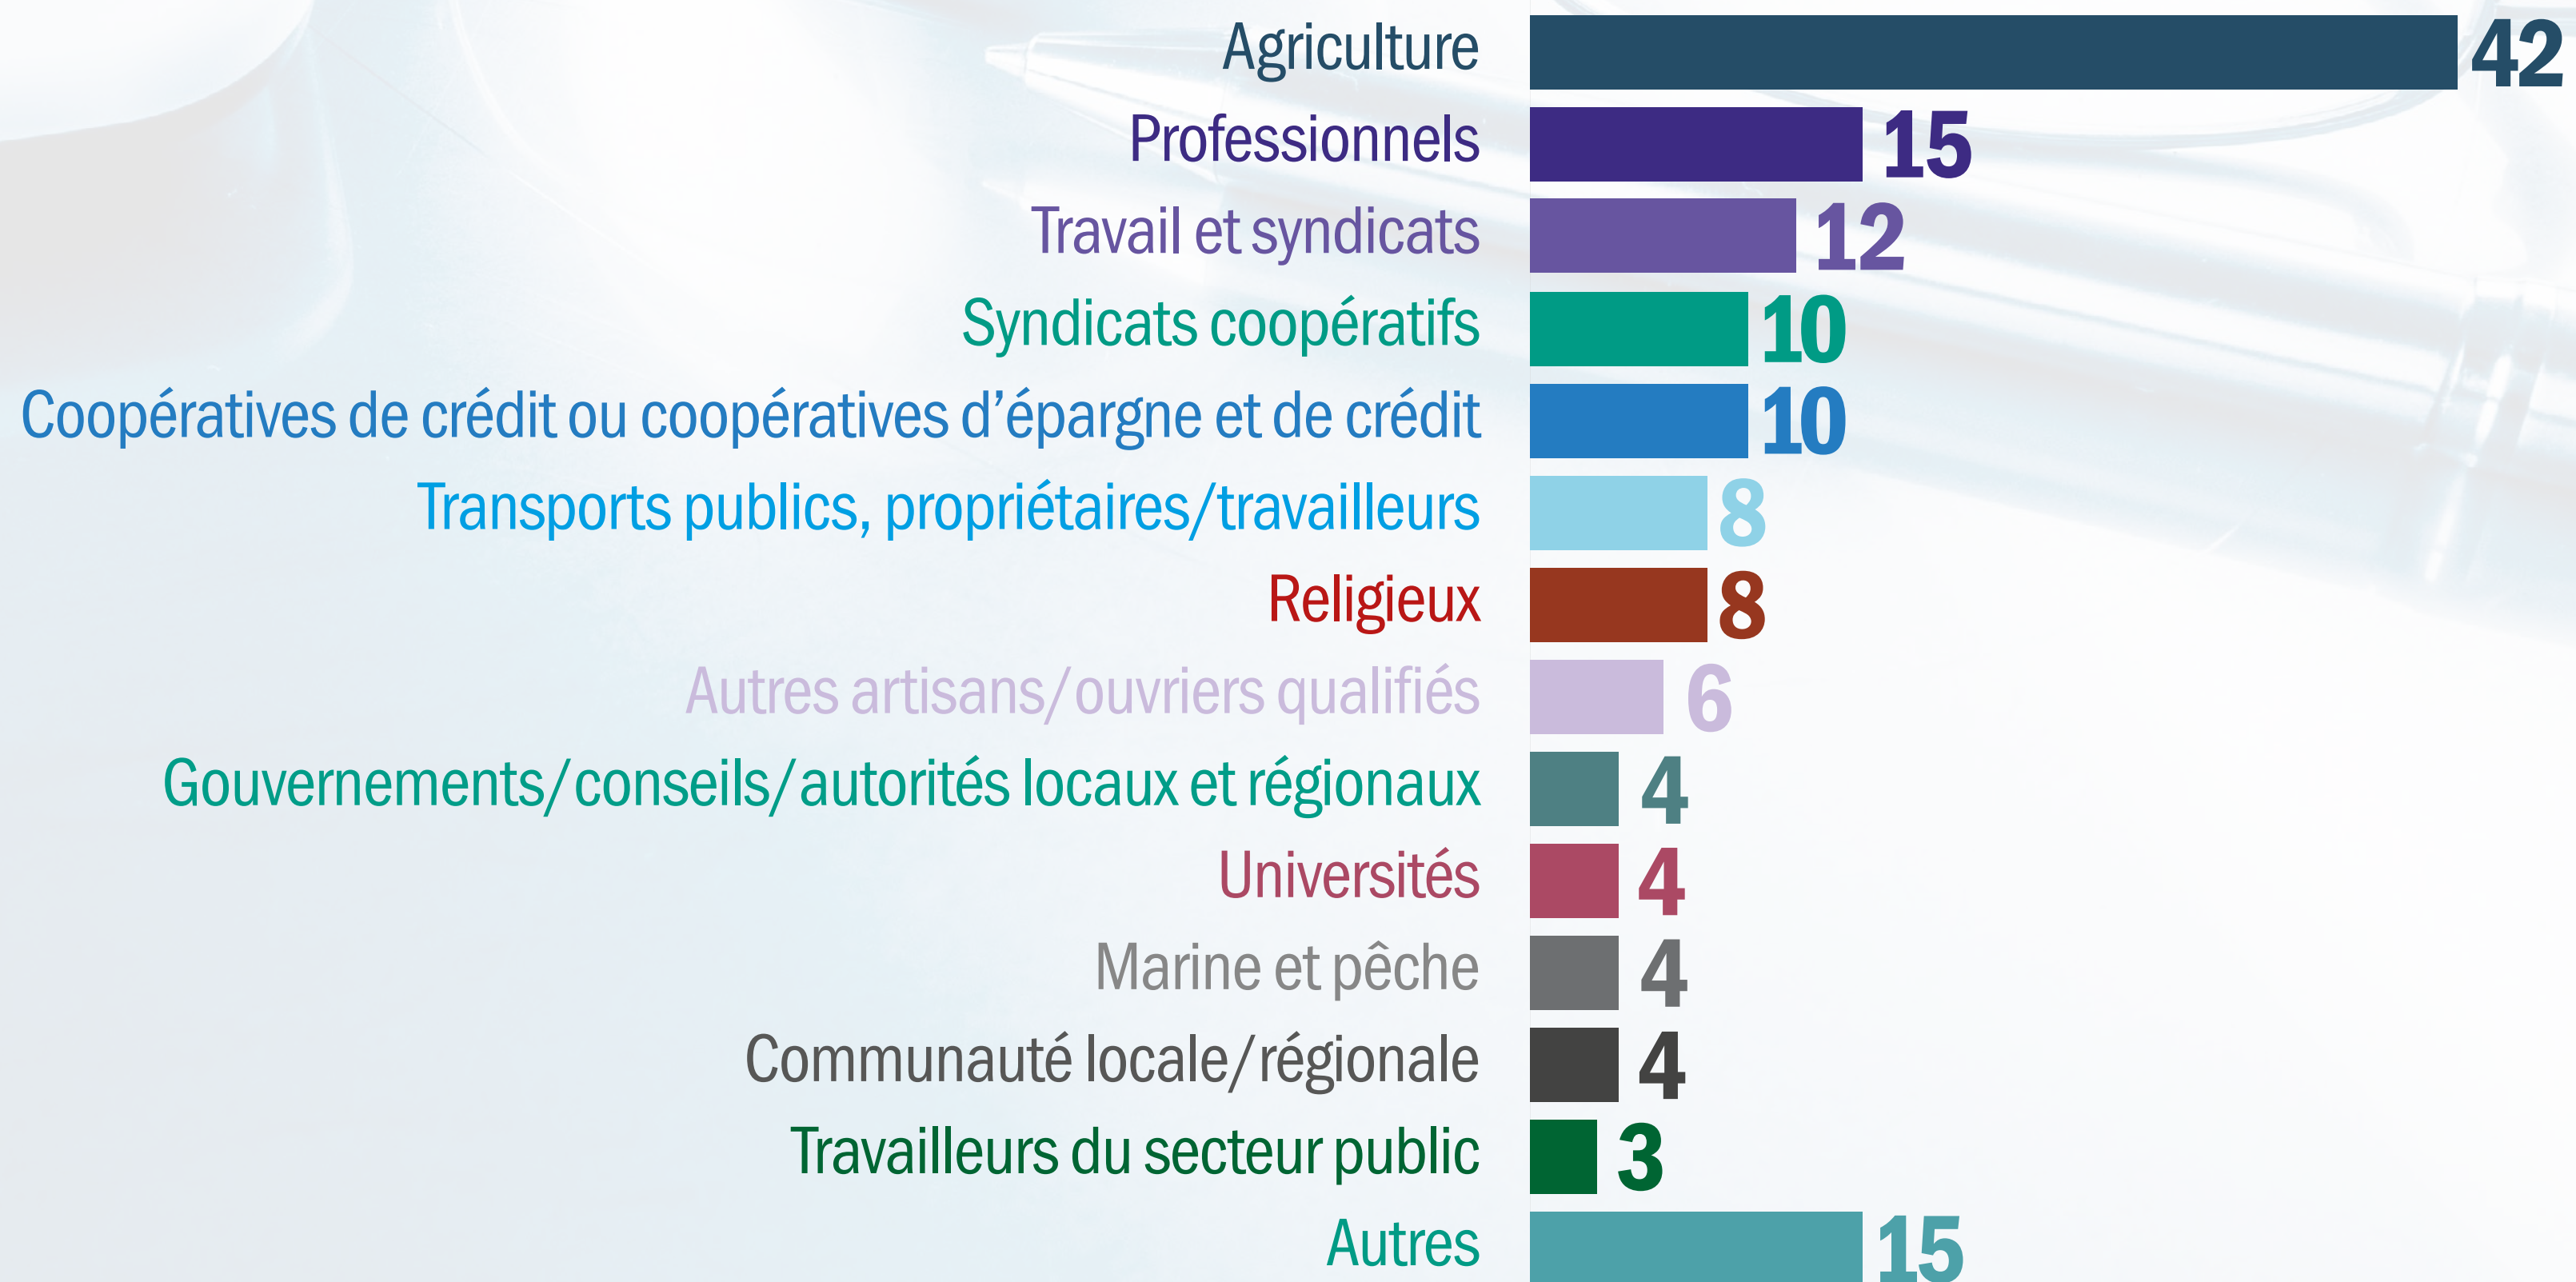 Agriculture 42
Professionnels 15
Travail et syndicats 12
Syndicats coopératifs 10
Coopératives de crédit ou coopératives d’épargne et de crédit 10
Transports publics, propriétaires/travailleurs 8
Religieux 8
Autres artisans/ouvriers qualifiés 6
Gouvernements/conseils/autorités locaux et régionaux 4
Universités 4
Marine et pêche 4
Communauté locale/régionale 4
Travailleurs du secteur public 3
Autres 15